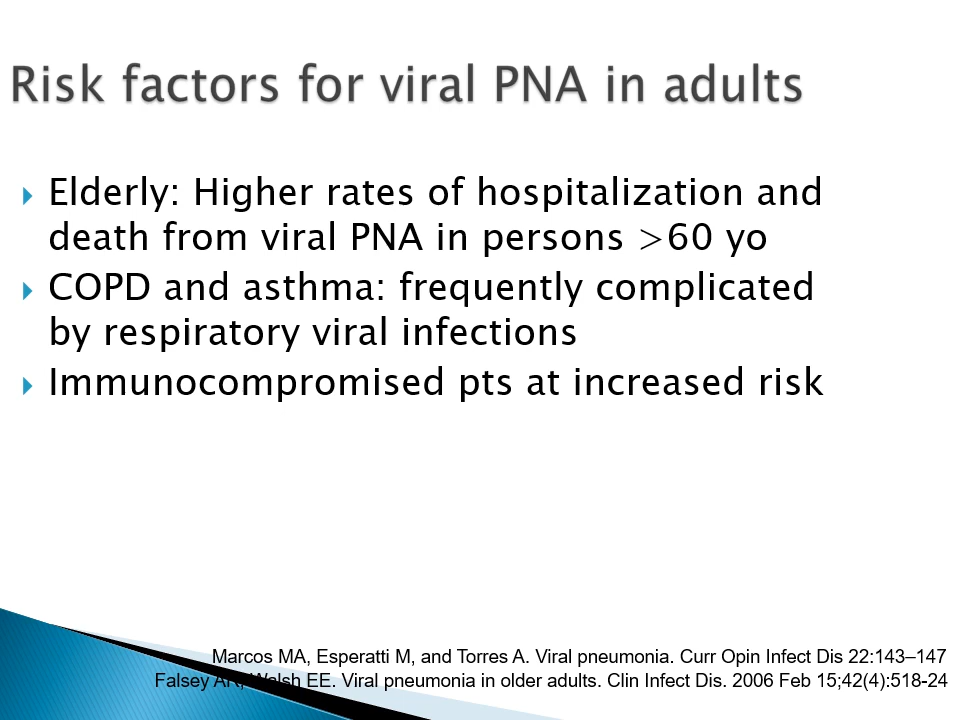 Risk factors for viral PNA in adults
Elderly: Higher rates of hospitalization and
death from viral PNA in persons >60 yo
COPD and asthma: frequently complicated
by respiratory viral infections
Immunocompromised pts at increased risk
Marcos MA, Esperatti M, and Torres A. Viral pneumonia. Curr Opin Infect Dis 22:143–147
Falsey AR, Walsh EE. Viral pneumonia in older adults. Clin Infect Dis. 2006 Feb 15;42(4):518-24